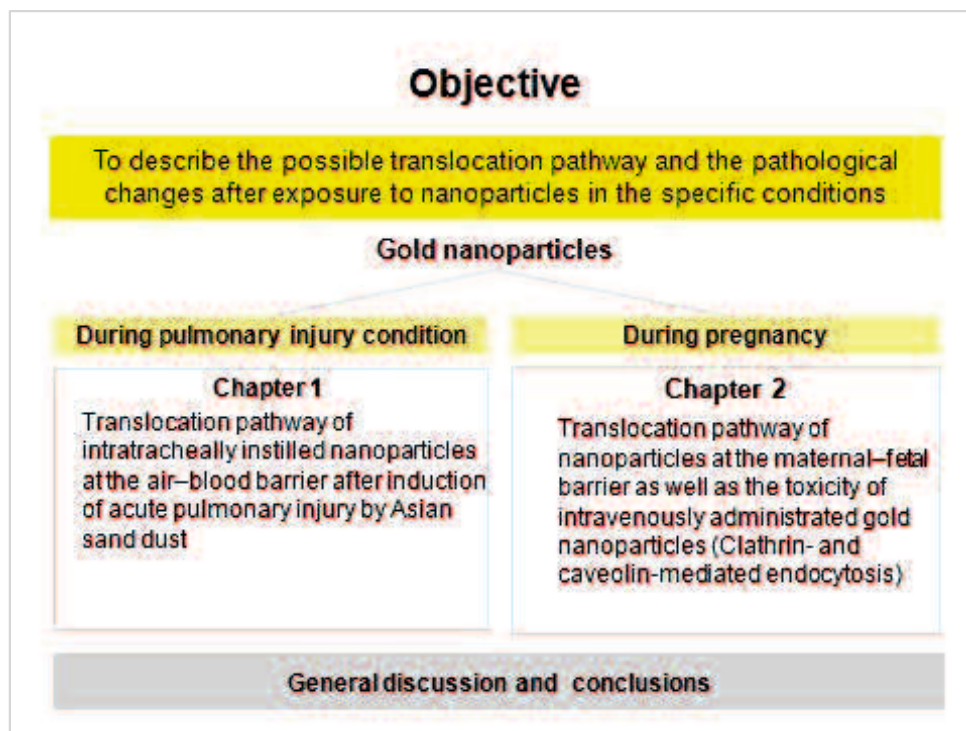 Objective
To describe the possible translocation pathway and the pathological
changes after exposure to nanoparticles in the specific conditions
Gold nanoparticles
During pulmonary injury condition
Chapter 1
Translocation pathway of
intratracheally instilled nanoparticles
at the air–blood barrier after induction
of acute pulmonary injury by Asian
sand dust
During pregnancy
Chapter 2
Translocation pathway of
nanoparticles at the maternal–fetal
barrier as well as the toxicity of
intravenously administrated gold
nanoparticles (Clathrin- and
caveolin-mediated endocytosis)
General discussion and conclusions